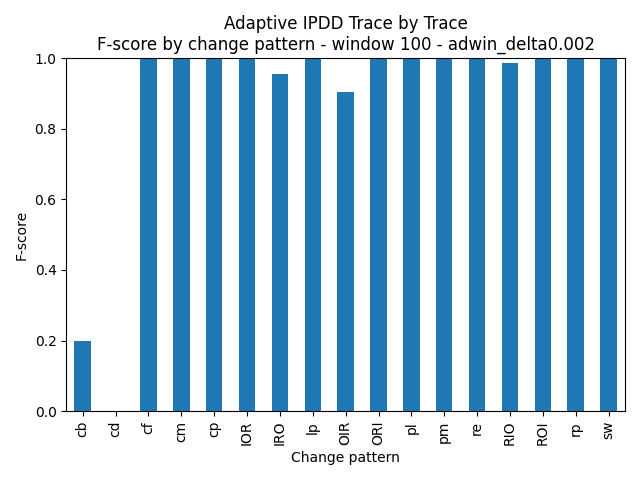 Adaptive IPDD Trace by Trace
F-score by change pattern - window 100 - adwin_delta0.002
1.0
0.8
0.6
0.4
0.2
0.0
F-score
cb
cd
cf
cm
cp
IOR
IRO
lp
OIR
ORI
pl
pm
re
RIO
ROI
rp
sw
Change pattern